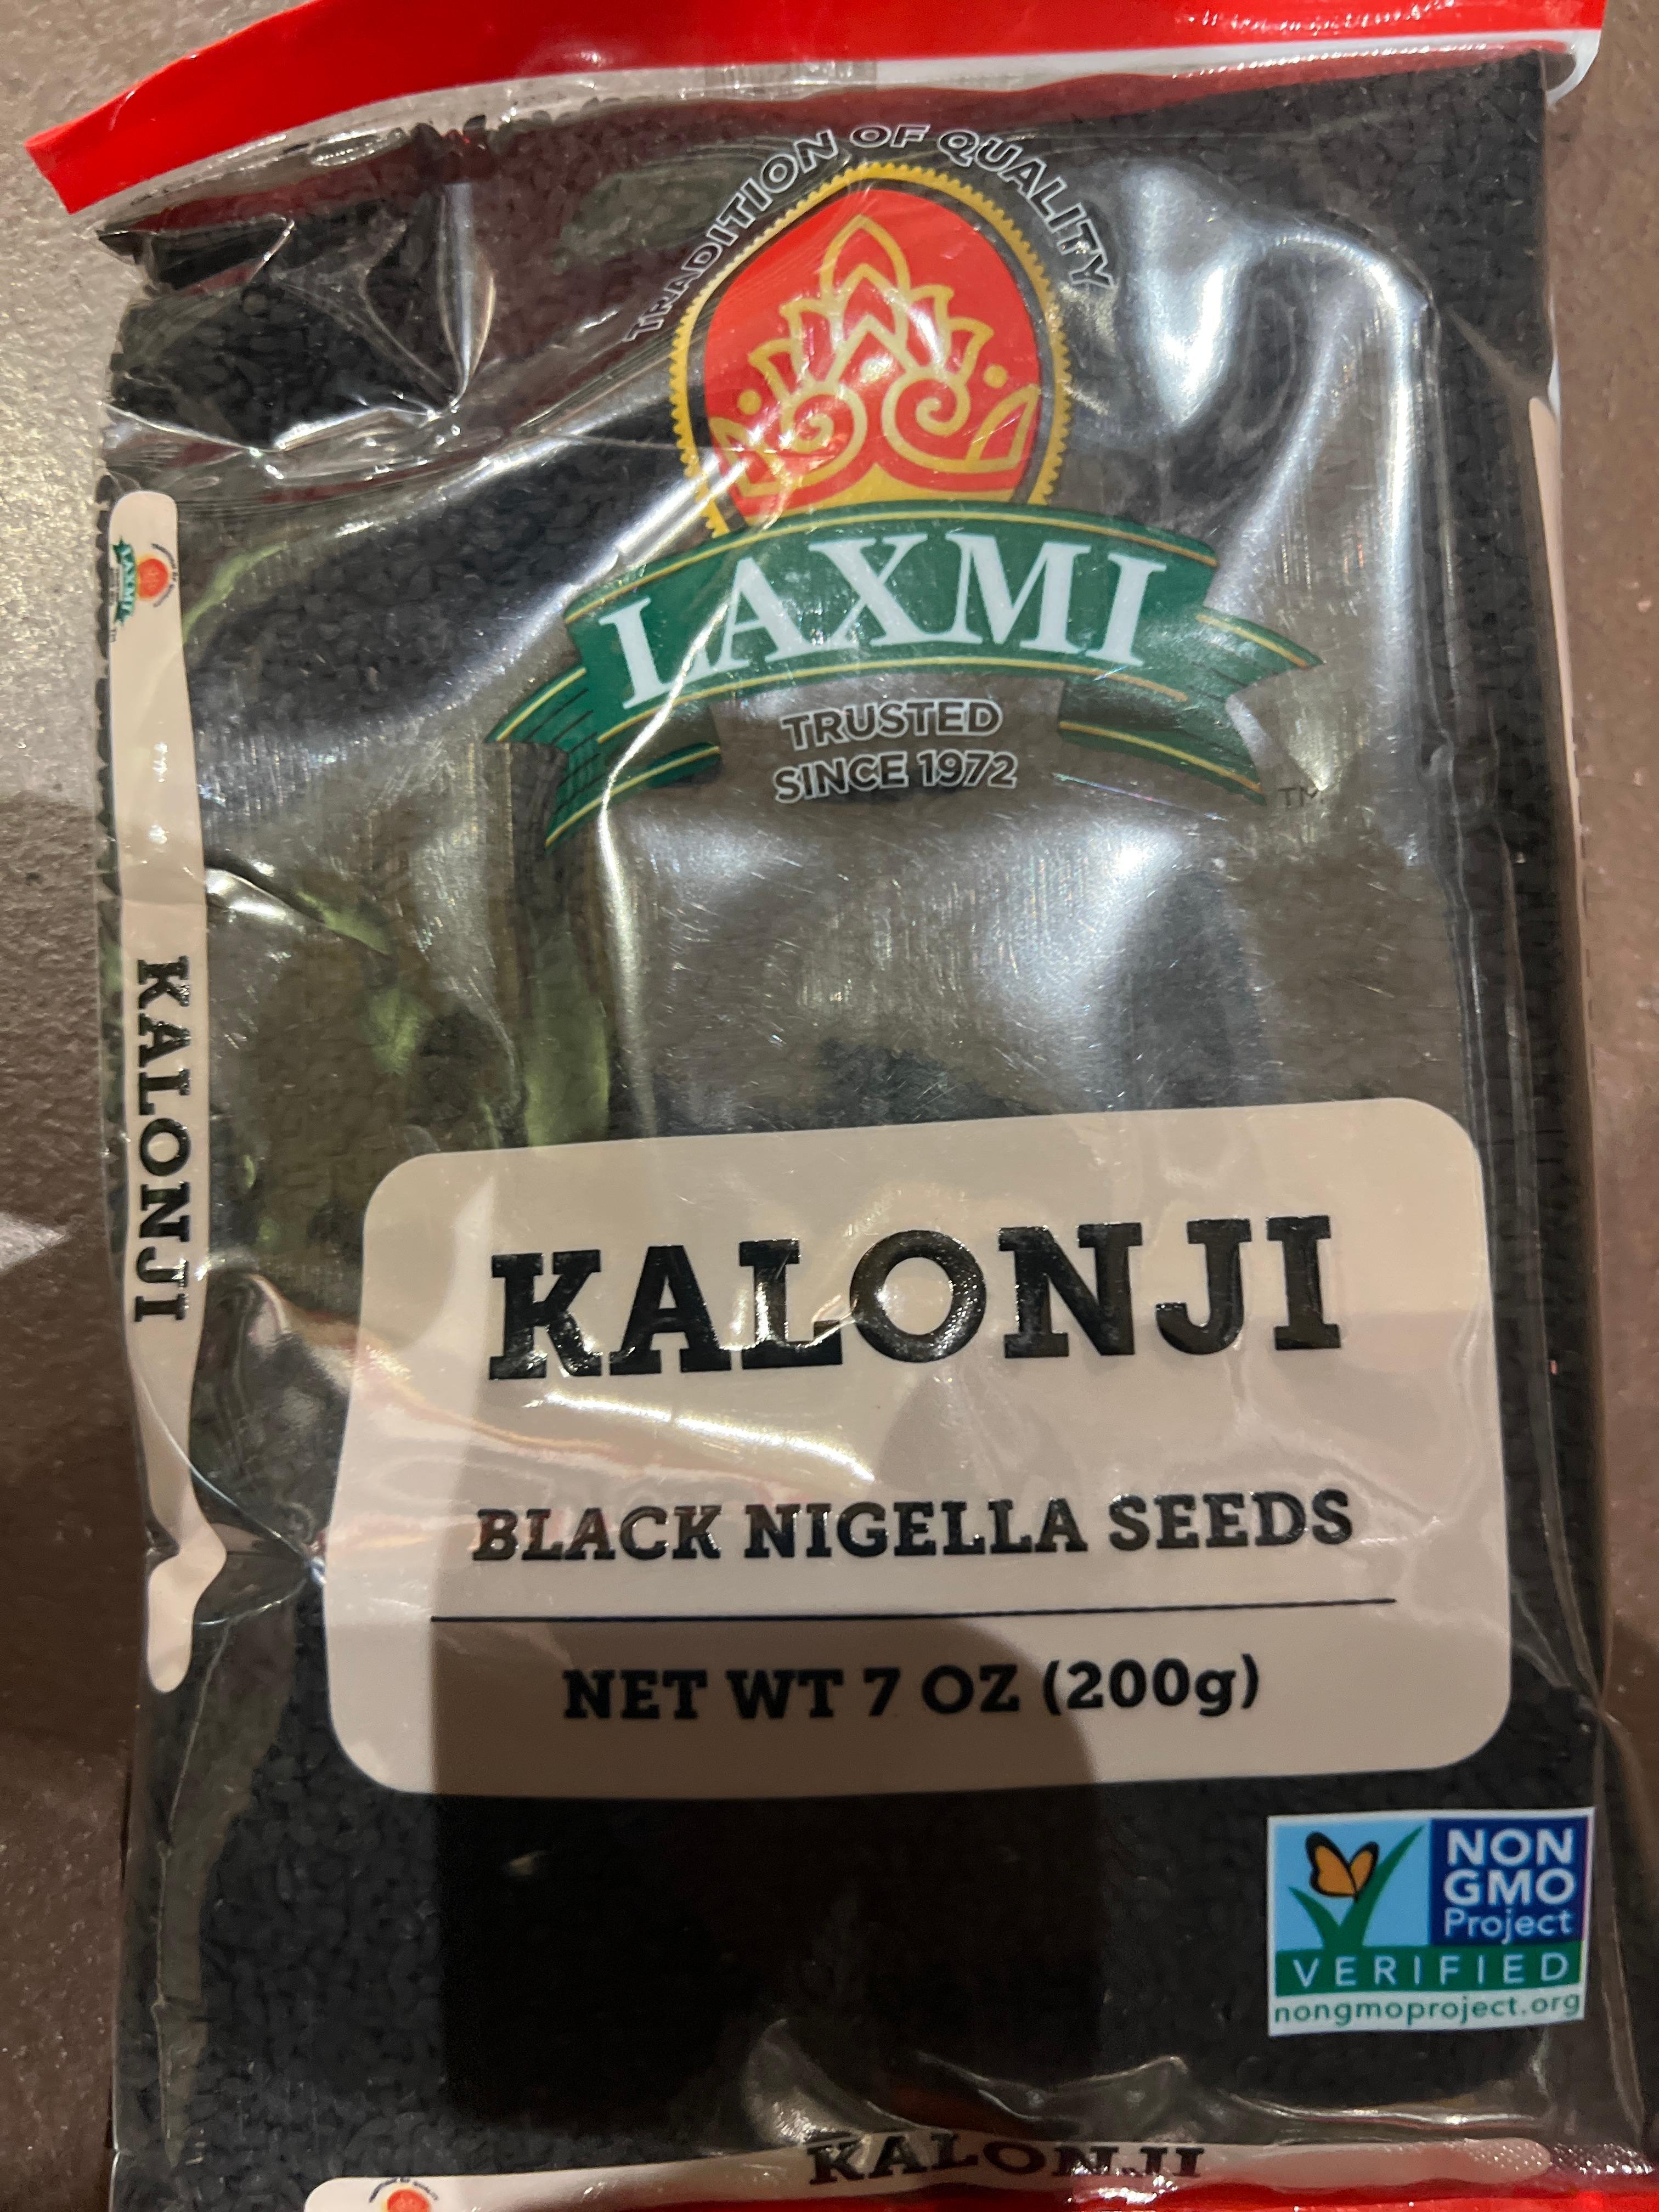 TRADITION OF QUALITY
LAXMI
TRUSTED
SINCE 1972
TM
LAXMI
KALONJI
KALONJI
BLACK NIGELLA SEEDS
NET WT 7 OZ (200g)
NON
GMO
Project
VERIFIED
nongmoproject.org
KALONJI